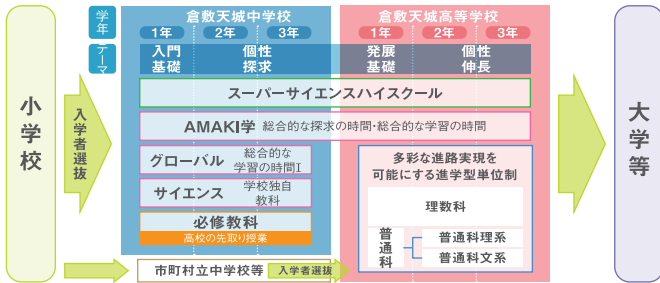 学年
倉敷天城中学校
倉敷天城高等学校
1年
2年
3年
1年
2年
3年
テーマ
入門
基礎
個性
探求
発展
基礎
個性
伸長
小学校
入学者選抜
スーパーサイエンスハイスクール
AMAKI学 総合的な探求の時間・総合的な学習の時間
グローバル
総合的な
学習の時間I
サイエンス
学校独自
教科
必修教科
高校の先取り授業
多彩な進路実現を
可能にする進学型単位制
理数科
普通科
普通科理系
普通科文系
市町村立中学校等
入学者選抜
大学等